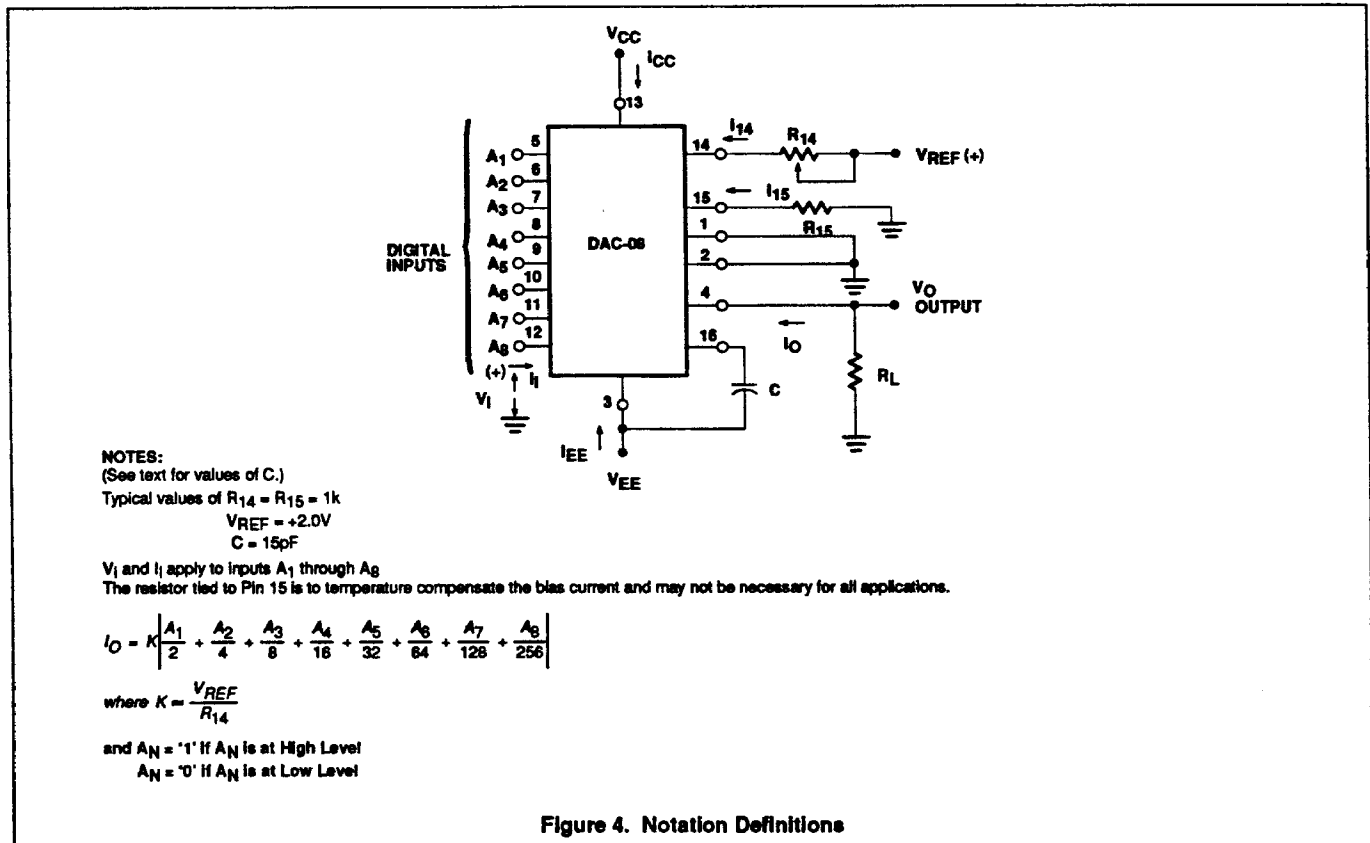 VCC
ICC
13
DIGITAL INPUTS
A1 5
A2 6
A3 7
A4 8
A5 9
A6 10
A7 11
A8 12
(+) II
VI
DAC-08
14 I14 R14 VREF (+)
15 I15
R15
1
2
4 VO OUTPUT
IO
16
C
RL
3
IEE
VEE
NOTES:
(See text for values of C.)
Typical values of R14 = R15 = 1k
VREF = +2.0V
C = 15pF
VI and II apply to inputs A1 through A8
The resistor tied to Pin 15 is to temperature compensate the bias current and may not be necessary for all applications.
IO = K|A1/2 + A2/4 + A3/8 + A4/16 + A5/32 + A6/64 + A7/128 + A8/256|
where K = VREF/R14
and AN = '1' if AN is at High Level
AN = '0' if AN is at Low Level
Figure 4. Notation Definitions